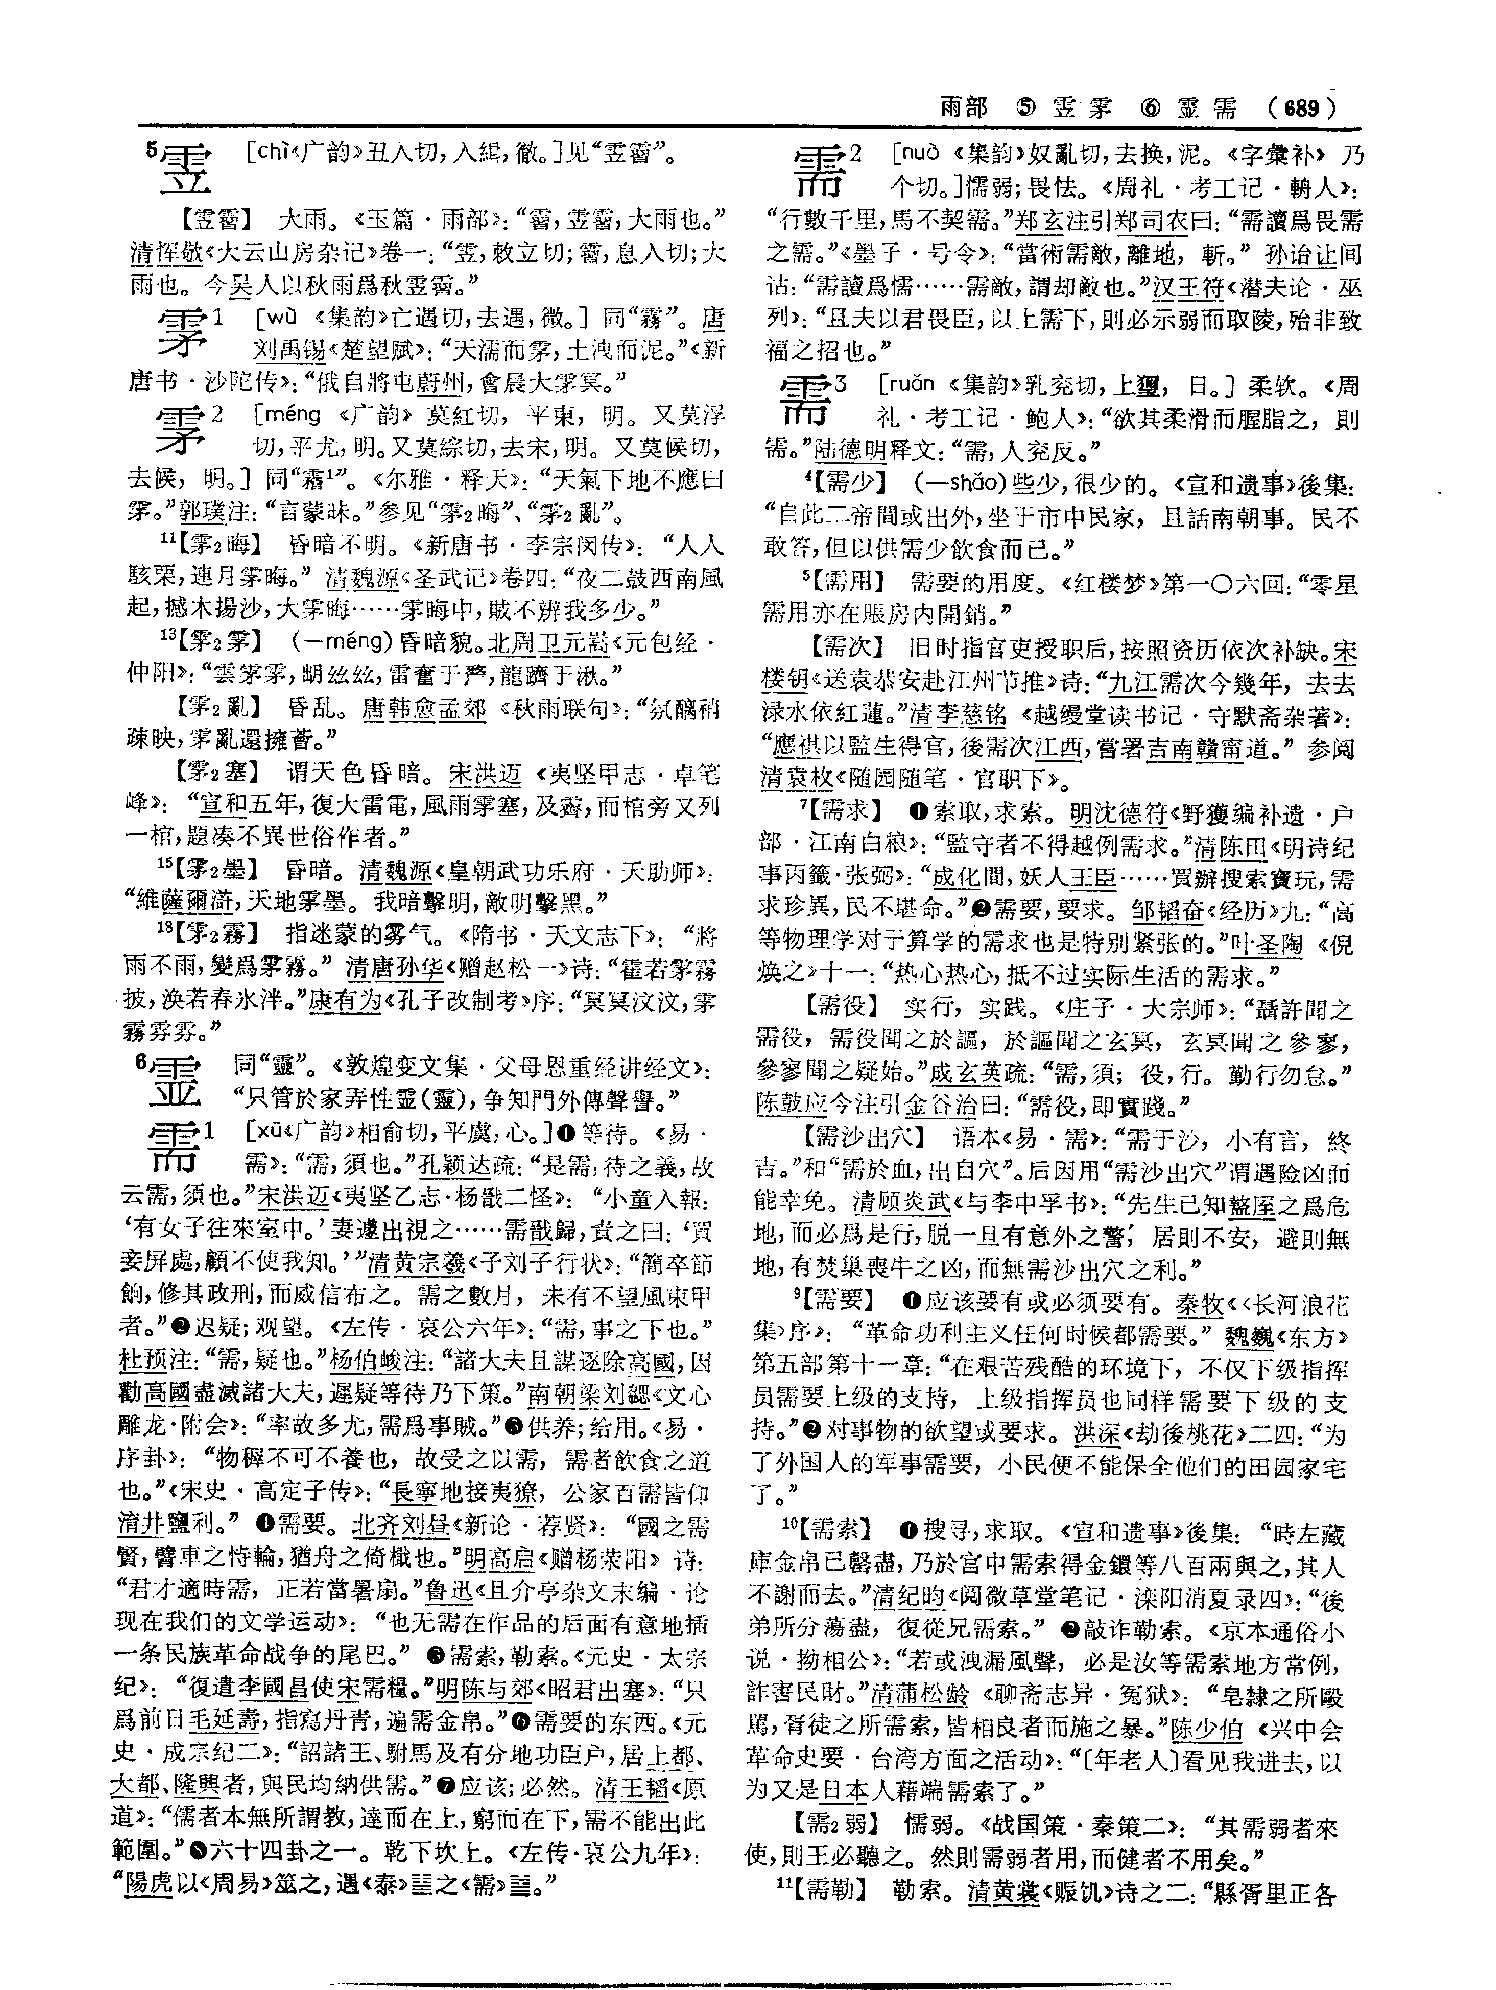 雨部 ⑤ 䨛 雺 ⑥ 䨩 需 (689)
5䨛 [chì《广韵》丑入切,入緝,徹。]见“䨛霫”。
【䨛霫】 大雨。《玉篇·雨部》:“霫,䨛霫,大雨也。”
清恽敬《大云山房杂记》卷一:“䨛,敕立切;霫,息入切;大
雨也。今吴人以秋雨爲秋䨛霫。”
雺1 [wù 《集韵》亡遇切,去遇,微。] 同“霧”。唐
刘禹锡《楚望赋》:“天濡而雺,土洩而泥。”《新
唐书·沙陀传》:“俄自將屯蔚州,會晨大雺冥。”
雺2 [méng 《广韵》莫紅切,平東,明。又莫浮
切,平尤,明。又莫綜切,去宋,明。又莫候切,
去候,明。] 同“霿1”。《尔雅·释天》:“天氣下地不應曰
雺。”郭璞注:“言蒙昧。”参见“雺2晦”、“雺2亂”。
11【雺2晦】 昏暗不明。《新唐书·李宗闵传》:“人人
駭栗,連月雺晦。”清魏源《圣武记》卷四:“夜二鼓西南風
起,撼木揚沙,大雺晦……雺晦中,敵不辨我多少。”
13【雺2雺】 (—méng)昏暗貌。北周卫元嵩《元包经·
仲阳》:“雲雺雺,
【雺2亂】 昏乱。唐韩愈孟郊《秋雨联句》:“氛醨稍
疎映,雺亂還擁薈。”
【雺2塞】 谓天色昏暗。宋洪迈《夷坚甲志·卓笔
峰》:“宣和五年,復大雷電,風雨雺塞,及霽,而棺旁又列
一棺,題湊不異世俗作者。”
15【雺2墨】 昏暗。清魏源《皇朝武功乐府·天助师》:
“維薩爾滸,天地雺墨。我暗擊明,敵明擊黑。”
18【雺2霧】 指迷蒙的雾气。《隋书·天文志下》:“將
雨不雨,變爲雺霧。”清唐孙华《赠赵松一》诗:“霍若雺霧
披,涣若春氷泮。”康有为《孔子改制考》序:“冥冥汶汶,雺
霧雰雰。”
6䨩 同“靈”。《敦煌变文集·父母恩重经讲经文》:
“只管於家弄性䨩(靈),争知門外傳聲譽。”
需1 [xū《广韵》相俞切,平虞,心。]❶等待。《易·
需》:“需,須也。”孔颖达疏:“是需,待之義,故
云需,須也。”宋洪迈《夷坚乙志·杨戬二怪》:“小童入報:
‘有女子往來室中。’妻遽出視之……需戬歸,責之曰:‘買
妾屏處,顧不使我知。’”清黄宗羲《子刘子行状》:“簡卒節
餉,修其政刑,而威信布之。需之數月,未有不望風束甲
者。”❷迟疑;观望。《左传·哀公六年》:“需,事之下也。”
杜预注:“需,疑也。”杨伯峻注:“諸大夫且謀逐除高國,因
勸高國盡滅諸大夫,遲疑等待乃下策。”南朝梁刘勰《文心
雕龙·附会》:“率故多尤,需爲事賊。”❸供养;给用。《易·
序卦》:“物穉不可不養也,故受之以需,需者飲食之道
也。”《宋史·高定子传》:“長寧地接夷獠,公家百需皆仰
淯井鹽利。”❹需要。北齐刘昼《新论·荐贤》:“國之需
賢,譬車之恃輪,猶舟之倚檝也。”明高启《赠杨荥阳》诗:
“君才適時需,正若當暑扇。”鲁迅《且介亭杂文末编·论
现在我们的文学运动》:“也无需在作品的后面有意地插
一条民族革命战争的尾巴。”❺需索,勒索。《元史·太宗
纪》:“復遣李國昌使宋需糧。”明陈与郊《昭君出塞》:“只
爲前日毛延壽,指寫丹青,遍需金帛。”❻需要的东西。《元
史·成宗纪二》:“詔諸王、駙馬及有分地功臣户,居上都、
大都、隆興者,與民均納供需。”❼应该;必然。清王韬《原
道》:“儒者本無所謂教,達而在上,窮而在下,需不能出此
範圍。”❽六十四卦之一。乾下坎上。《左传·哀公九年》:
“陽虎以《周易》筮之,遇《泰》䷊之《需》䷄。”
需2 [nuò 《集韵》奴亂切,去换,泥。《字彙补》乃
个切。]懦弱;畏怯。《周礼·考工记·輈人》:
“行數千里,馬不契需。”郑玄注引郑司农曰:“需讀爲畏需
之需。”《墨子·号令》:“當術需敵,離地,斬。”孙诒让间
诂:“需讀爲懦……需敵,謂却敵也。”汉王符《潜夫论·巫
列》:“且夫以君畏臣,以上需下,則必示弱而取陵,殆非致
福之招也。”
需3 [ruǎn 《集韵》乳兗切,上獮,日。] 柔软。《周
礼·考工记·鲍人》:“欲其柔滑而腛脂之,則
需。”陆德明释文:“需,人兗反。”
4【需少】 (—shǎo)些少,很少的。《宣和遗事》後集:
“自此二帝間或出外,坐于市中民家,且話南朝事。民不
敢答,但以供需少飲食而已。”
5【需用】 需要的用度。《红楼梦》第一〇六回:“零星
需用亦在賬房内開銷。”
【需次】 旧时指官吏授职后,按照资历依次补缺。宋
楼钥《送袁恭安赴江州节推》诗:“九江需次今幾年,去去
渌水依紅蓮。”清李慈铭《越缦堂读书记·守默斋杂著》:
“應祺以監生得官,後需次江西,嘗署吉南贛甯道。”参阅
清袁枚《随园随笔·官职下》。
7【需求】 ❶索取,求索。明沈德符《野獲编补遗·户
部·江南白粮》:“監守者不得越例需求。”清陈田《明诗纪
事丙籤·张弼》:“成化間,妖人王臣……買辦搜索寶玩,需
求珍異,民不堪命。”❷需要,要求。邹韬奋《经历》九:“高
等物理学对于算学的需求也是特别紧张的。”叶圣陶《倪
焕之》十一:“热心热心,抵不过实际生活的需求。”
【需役】 实行,实践。《庄子·大宗师》:“聶許聞之
需役,需役聞之於謳,於謳聞之玄冥,玄冥聞之參寥,
參寥聞之疑始。”成玄英疏:“需,須;役,行。勤行勿怠。”
陈鼓应今注引金谷治曰:“需役,即實踐。”
【需沙出穴】 语本《易·需》:“需于沙,小有言,終
吉。”和“需於血,出自穴”。后因用“需沙出穴”谓遇险凶而
能幸免。清顾炎武《与李中孚书》:“先生已知盩厔之爲危
地,而必爲是行,脱一旦有意外之警,居則不安,避則無
地,有焚巢喪牛之凶,而無需沙出穴之利。”
9【需要】 ❶应该要有或必须要有。秦牧《〈长河浪花
集〉序》:“革命功利主义任何时候都需要。”魏巍《东方》
第五部第十一章:“在艰苦残酷的环境下,不仅下级指挥
员需要上级的支持,上级指挥员也同样需要下级的支
持。”❷对事物的欲望或要求。洪深《劫後桃花》二四:“为
了外国人的军事需要,小民便不能保全他们的田园家宅
了。”
10【需索】 ❶搜寻,求取。《宣和遗事》後集:“時左藏
庫金帛已罄盡,乃於宫中需索得金鐶等八百兩與之,其人
不謝而去。”清纪昀《阅微草堂笔记·滦阳消夏录四》:“後
弟所分蕩盡,復從兄需索。”❷敲诈勒索。《京本通俗小
说·拗相公》:“若或洩漏風聲,必是汝等需索地方常例,
詐害民財。”清蒲松龄《聊斋志异·冤狱》:“皂隸之所毆
駡,胥徒之所需索,皆相良者而施之暴。”陈少伯《兴中会
革命史要·台湾方面之活动》:“〔年老人〕看见我进去,以
为又是日本人藉端需索了。”
【需2弱】 懦弱。《战国策·秦策二》:“其需弱者來
使,則王必聽之。然則需弱者用,而健者不用矣。”
11【需勒】 勒索。清黄裳《赈饥》诗之二:“縣胥里正各